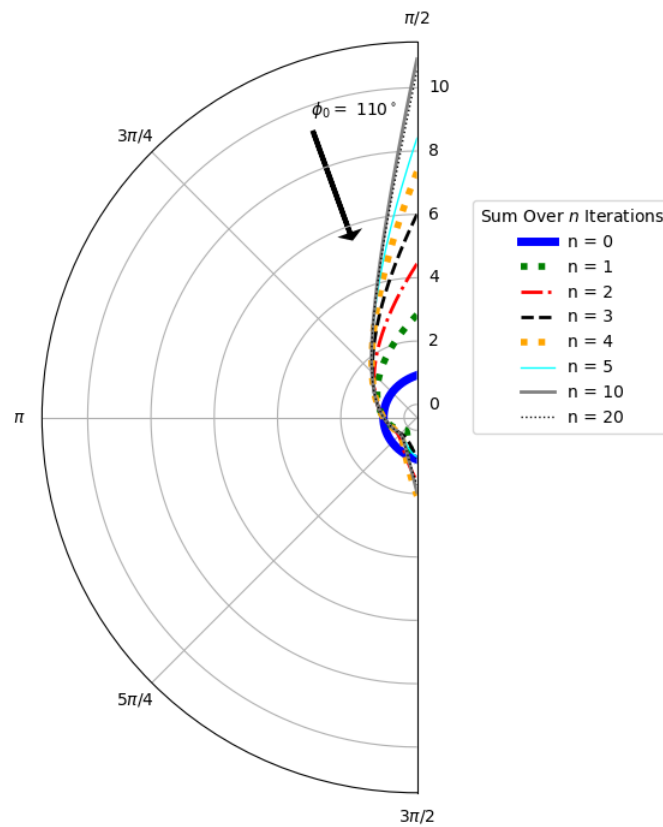 π/2
10
ϕ₀ = 110°
3π/4
8
6
4
2
π
0
5π/4
3π/2
Sum Over n Iterations
n = 0
n = 1
n = 2
n = 3
n = 4
n = 5
n = 10
n = 20